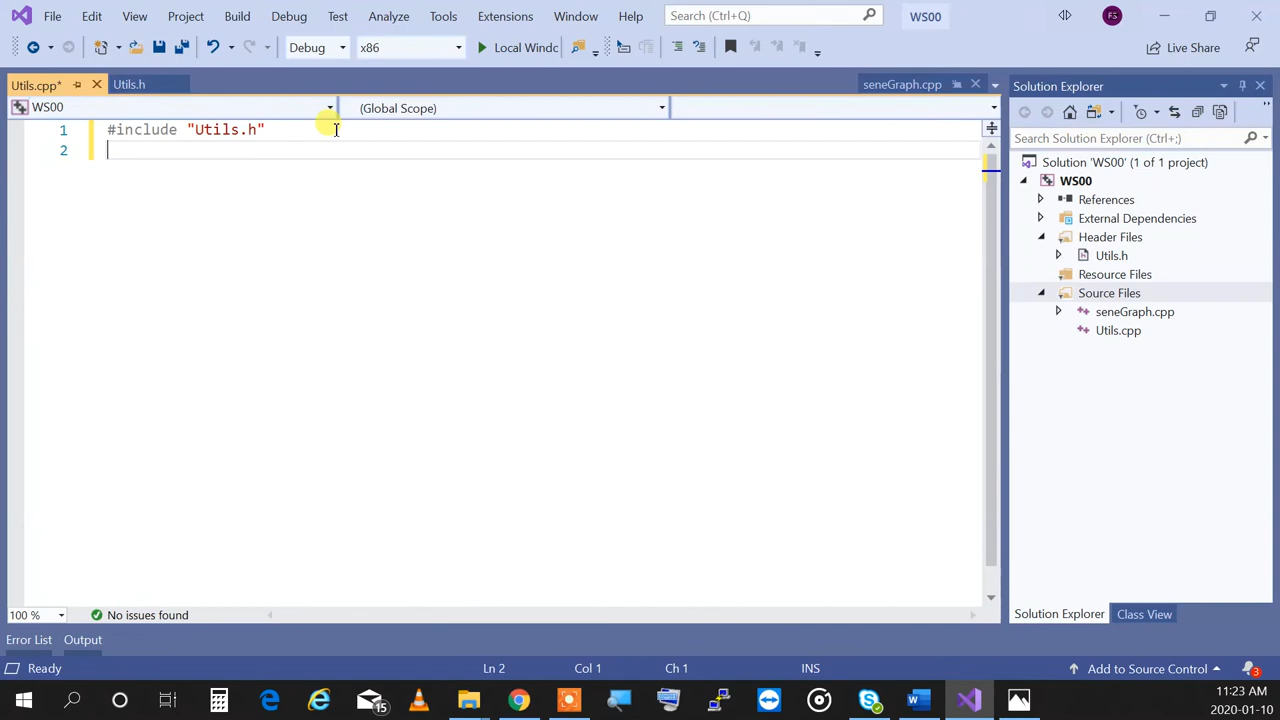 File Edit View Project Build Debug Test Analyze Tools Extensions Window Help Search (Ctrl+Q) WS00 FS
Debug x86 Local Windc Live Share
Utils.cpp* Utils.h seneGraph.cpp
WS00 (Global Scope)
1 #include "Utils.h"
2
100 % No issues found
Error List Output
Solution Explorer
Search Solution Explorer (Ctrl+;)
Solution 'WS00' (1 of 1 project)
WS00
References
External Dependencies
Header Files
Utils.h
Resource Files
Source Files
seneGraph.cpp
Utils.cpp
Solution Explorer Class View
Ready Ln 2 Col 1 Ch 1 INS Add to Source Control 3
15 11:23 AM
2020-01-10